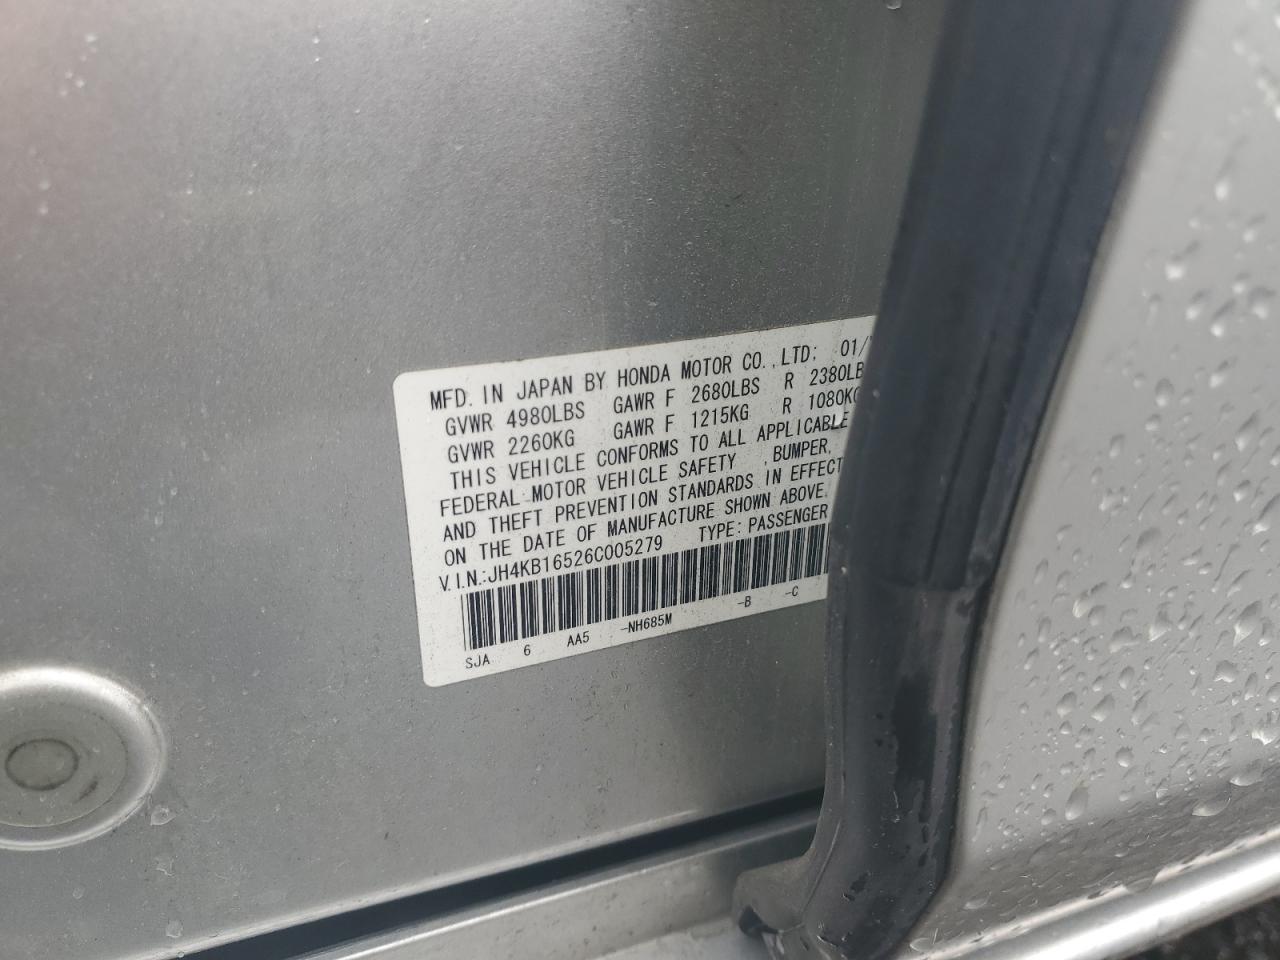 MFD. IN JAPAN BY HONDA MOTOR CO., LTD; 01/
GVWR 4980LBS GAWR F 2680LBS R 2380LB
GVWR 2260KG GAWR F 1215KG R 1080KG
THIS VEHICLE CONFORMS TO ALL APPLICABLE
FEDERAL MOTOR VEHICLE SAFETY , BUMPER,
AND THEFT PREVENTION STANDARDS IN EFFECT
ON THE DATE OF MANUFACTURE SHOWN ABOVE.
V.I.N.:JH4KB16526C005279 TYPE: PASSENGER
SJA 6 AA5 -NH685M -B -C